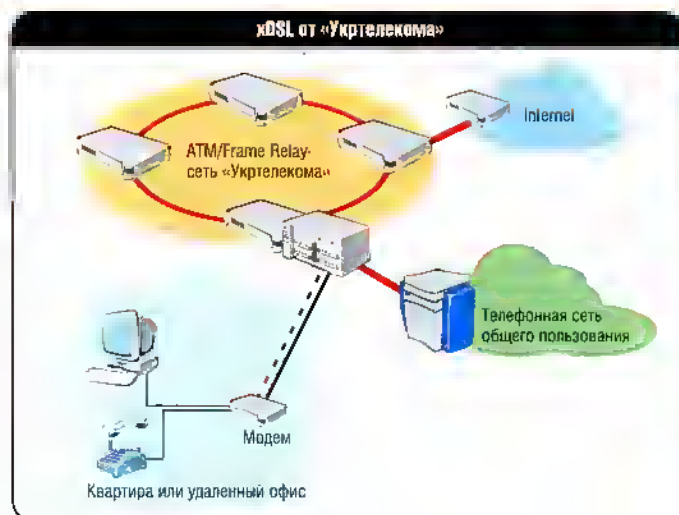 xDSL от «Укртелекома»
Internet
ATM/Frame Relay-
сеть «Укртелекома»
Телефонная сеть
общего пользования
Модем
Квартира или удаленный офис